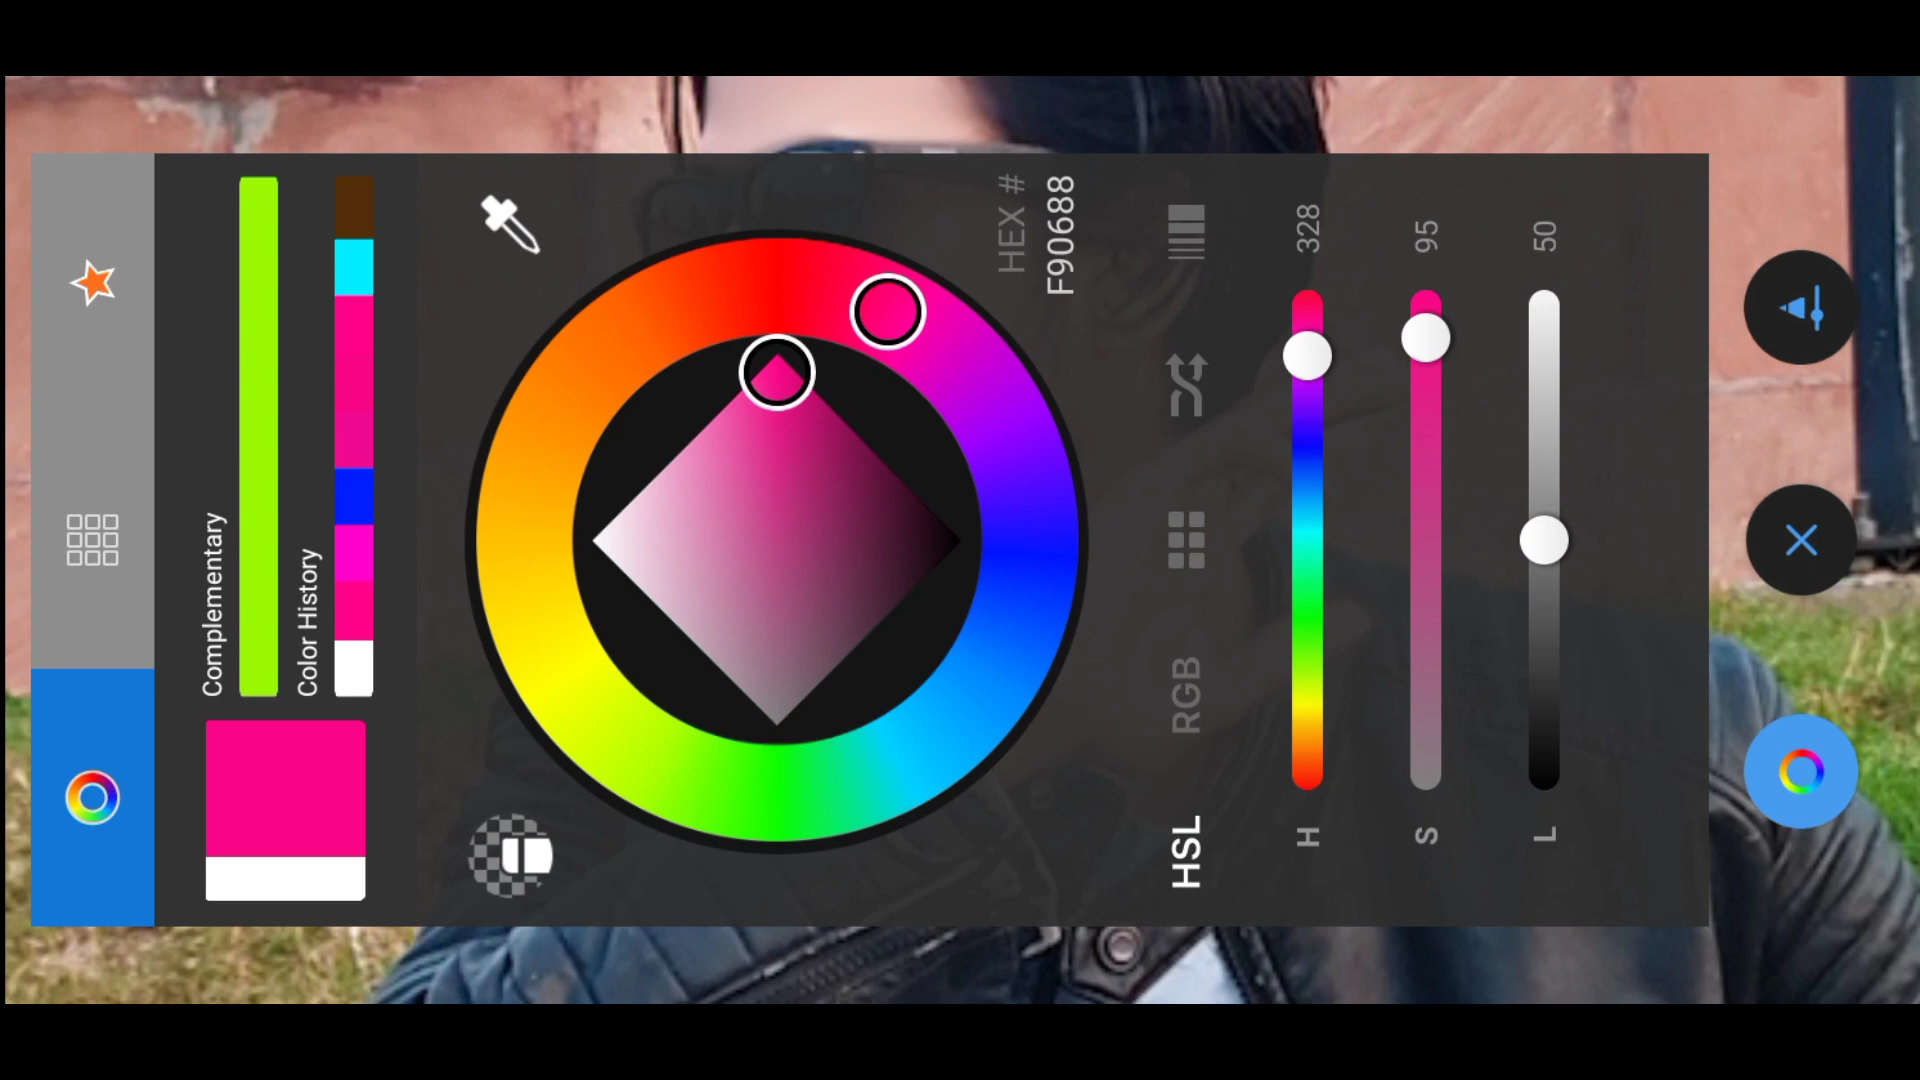 Complementary
Color History
HEX #
F90688
HSL
RGB
H
328
S
95
L
50